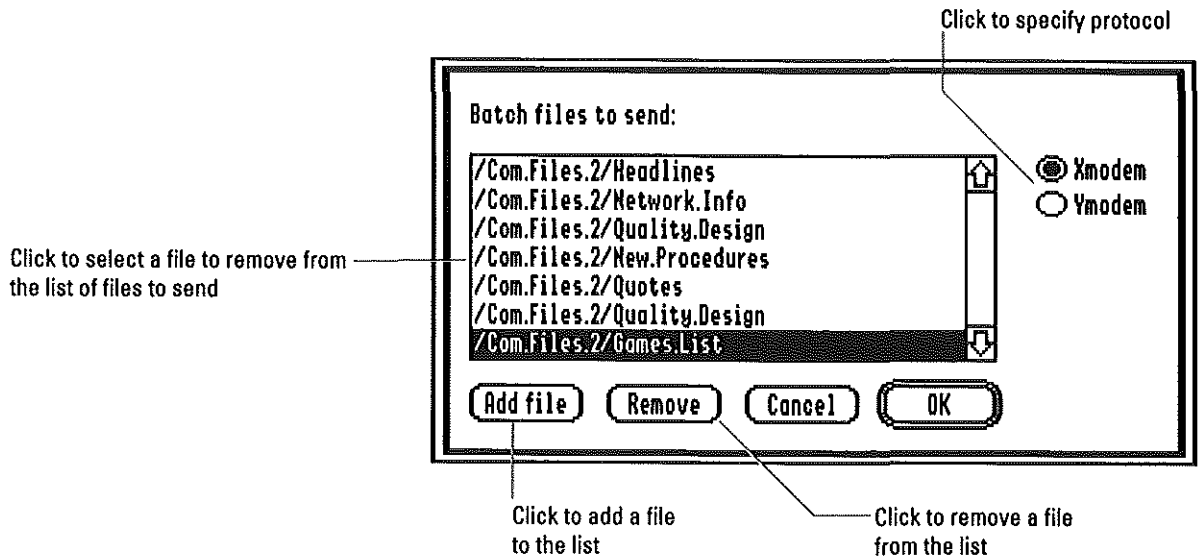 Click to specify protocol
Batch files to send:
/Com.Files.2/Headlines
/Com.Files.2/Network.Info
/Com.Files.2/Quality.Design
/Com.Files.2/New.Procedures
/Com.Files.2/Quotes
/Com.Files.2/Quality.Design
/Com.Files.2/Games.List
Xmodem
Ymodem
Click to select a file to remove from
the list of files to send
Add file
Remove
Cancel
OK
Click to add a file
to the list
Click to remove a file
from the list